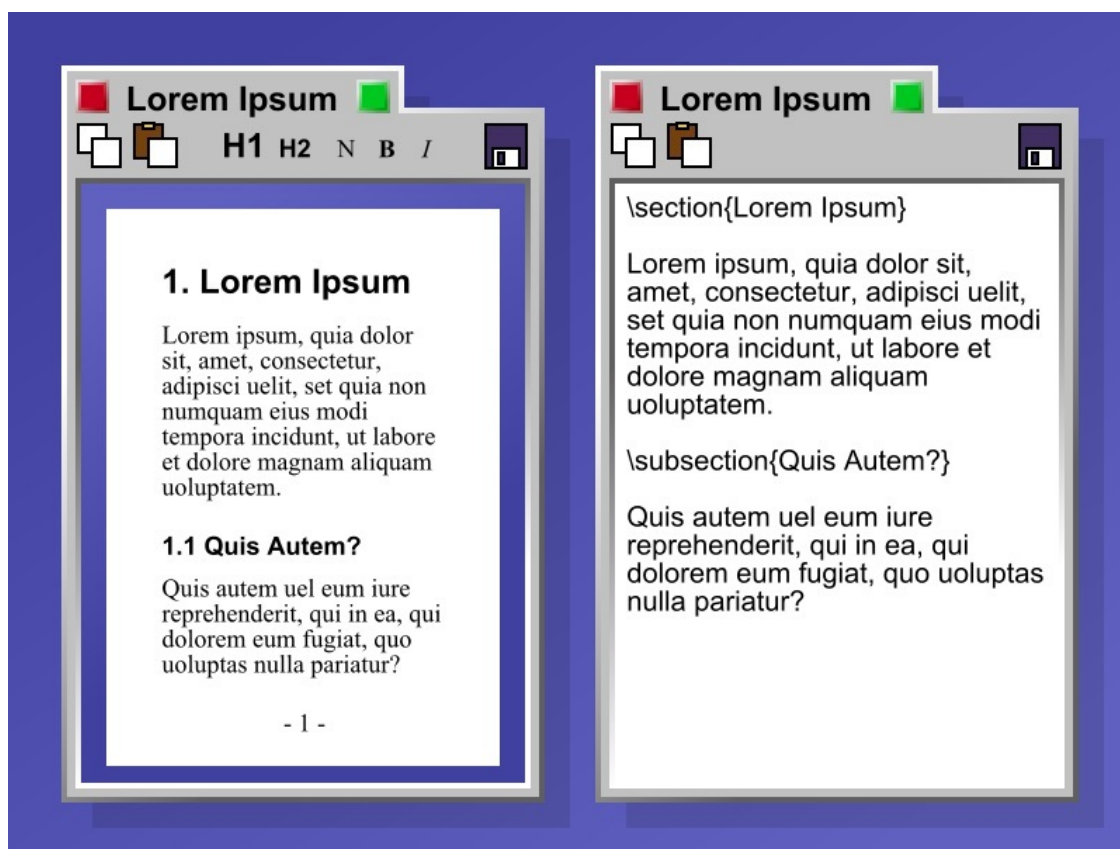 Lorem Ipsum
H1 H2 N B I
1. Lorem Ipsum
Lorem ipsum, quia dolor
sit, amet, consectetur,
adipisci uelit, set quia non
numquam eius modi
tempora incidunt, ut labore
et dolore magnam aliquam
uoluptatem.
1.1 Quis Autem?
Quis autem uel eum iure
reprehenderit, qui in ea, qui
dolorem eum fugiat, quo
uoluptas nulla pariatur?
- 1 -
Lorem Ipsum
\section{Lorem Ipsum}
Lorem ipsum, quia dolor sit,
amet, consectetur, adipisci uelit,
set quia non numquam eius modi
tempora incidunt, ut labore et
dolore magnam aliquam
uoluptatem.
\subsection{Quis Autem?}
Quis autem uel eum iure
reprehenderit, qui in ea, qui
dolorem eum fugiat, quo uoluptas
nulla pariatur?